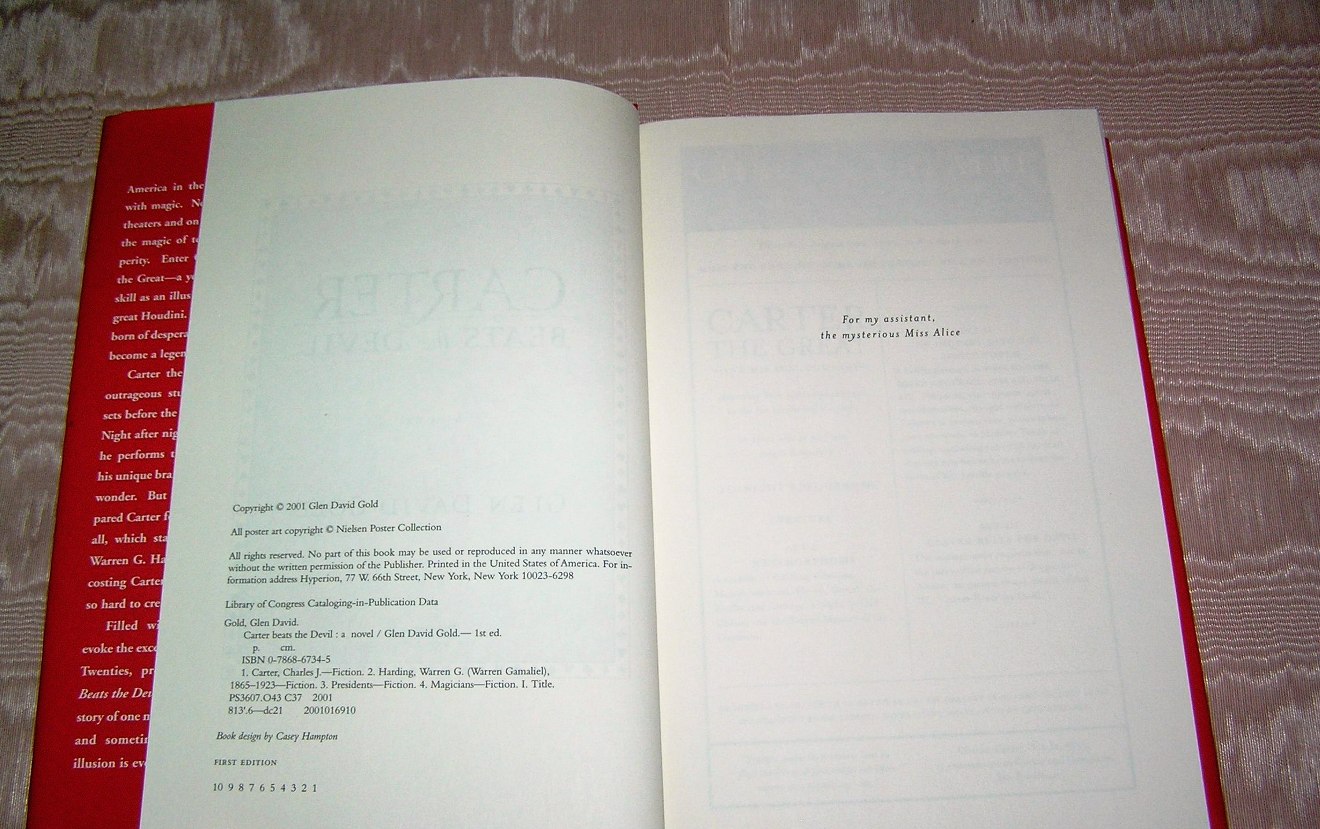 America in the
with magic.
theaters and on
the magic of
perity. Enter
the Great—a
skill as an illus
great Houdini.
born of despera
become a legen
Carter the
outrageous
sets before the
Night after nig
he performs
his unique bra
wonder. But
pared Carter
all, which sta
Warren G. Ha
costing Carter
so hard to cre
Filled
evoke the exc
Twenties,
Beats the De
story of one
and someti
illusion is ev
CARTER
BEATS
GLEN DAVID
Copyright © 2001 Glen David Gold
All poster art copyright © Nielsen Poster Collection
All rights reserved. No part of this book may be used or reproduced in any manner whatsoever
without the written permission of the Publisher. Printed in the United States of America. For in-
formation address Hyperion, 77 W. 66th Street, New York, New York 10023-6298
Library of Congress Cataloging-in-Publication Data
Gold, Glen David.
Carter beats the Devil : a novel / Glen David Gold.— 1st ed.
p. cm.
ISBN 0-7868-6734-5
1. Carter, Charles J.—Fiction. 2. Harding, Warren G. (Warren Gamaliel),
1865–1923—Fiction. 3. Presidents—Fiction. 4. Magicians—Fiction. I. Title.
PS3607.O43 C37 2001
813'.6—dc21 2001016910
Book design by Casey Hampton
FIRST EDITION
10 9 8 7 6 5 4 3 2 1
For my assistant,
the mysterious Miss Alice